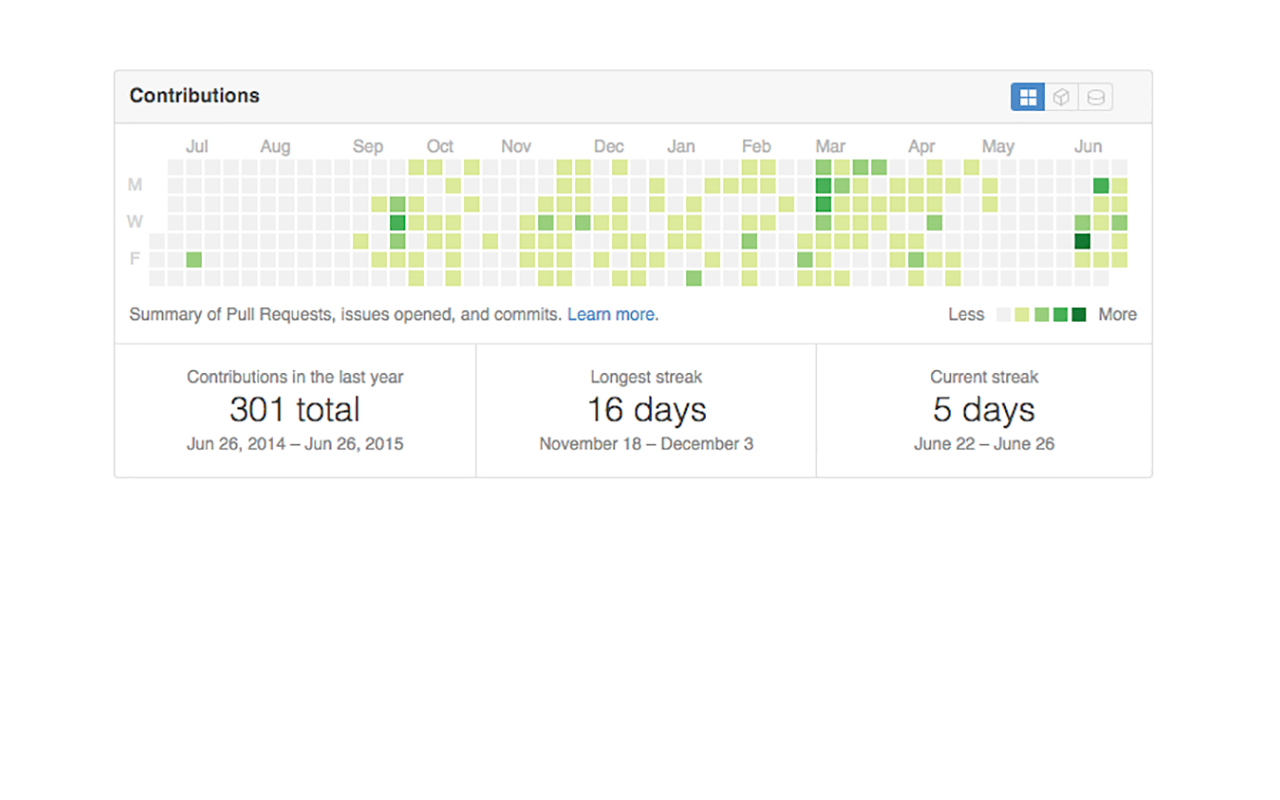 Contributions
Jul Aug Sep Oct Nov Dec Jan Feb Mar Apr May Jun
M
W
F
Summary of Pull Requests, issues opened, and commits. Learn more.
Less More
Contributions in the last year
301 total
Jun 26, 2014 – Jun 26, 2015
Longest streak
16 days
November 18 – December 3
Current streak
5 days
June 22 – June 26